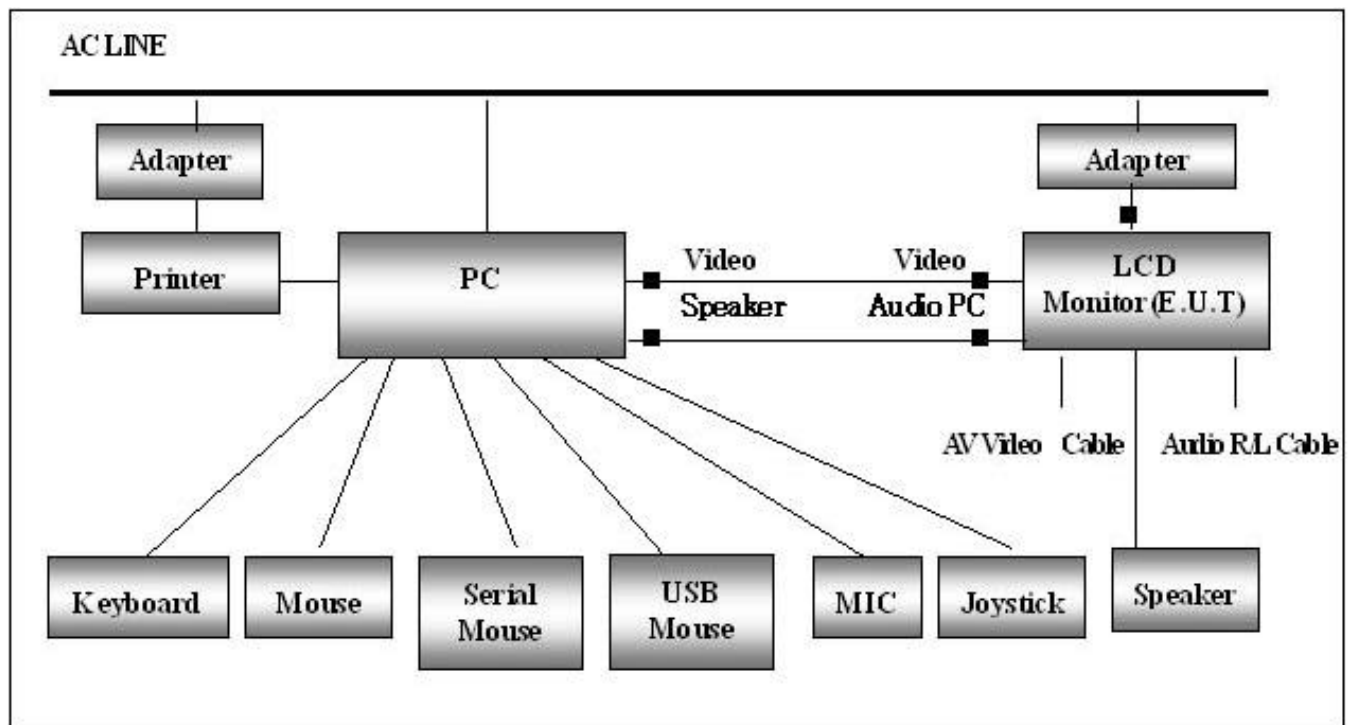 AC LINE
Adapter
Adapter
Printer
PC
Video
Video
Speaker
Audio PC
LCD
Monitor (E.U.T)
AV Video Cable
Audio R/L Cable
Keyboard
Mouse
Serial
Mouse
USB
Mouse
MIC
Joystick
Speaker